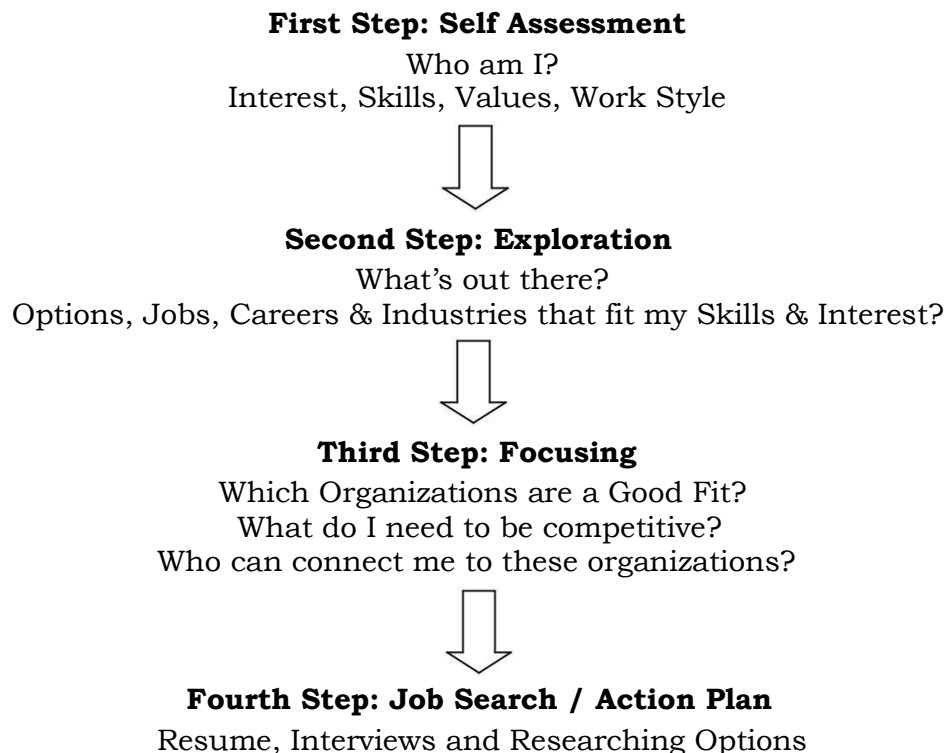 First Step: Self Assessment
Who am I?
Interest, Skills, Values, Work Style
Second Step: Exploration
What’s out there?
Options, Jobs, Careers & Industries that fit my Skills & Interest?
Third Step: Focusing
Which Organizations are a Good Fit?
What do I need to be competitive?
Who can connect me to these organizations?
Fourth Step: Job Search / Action Plan
Resume, Interviews and Researching Options